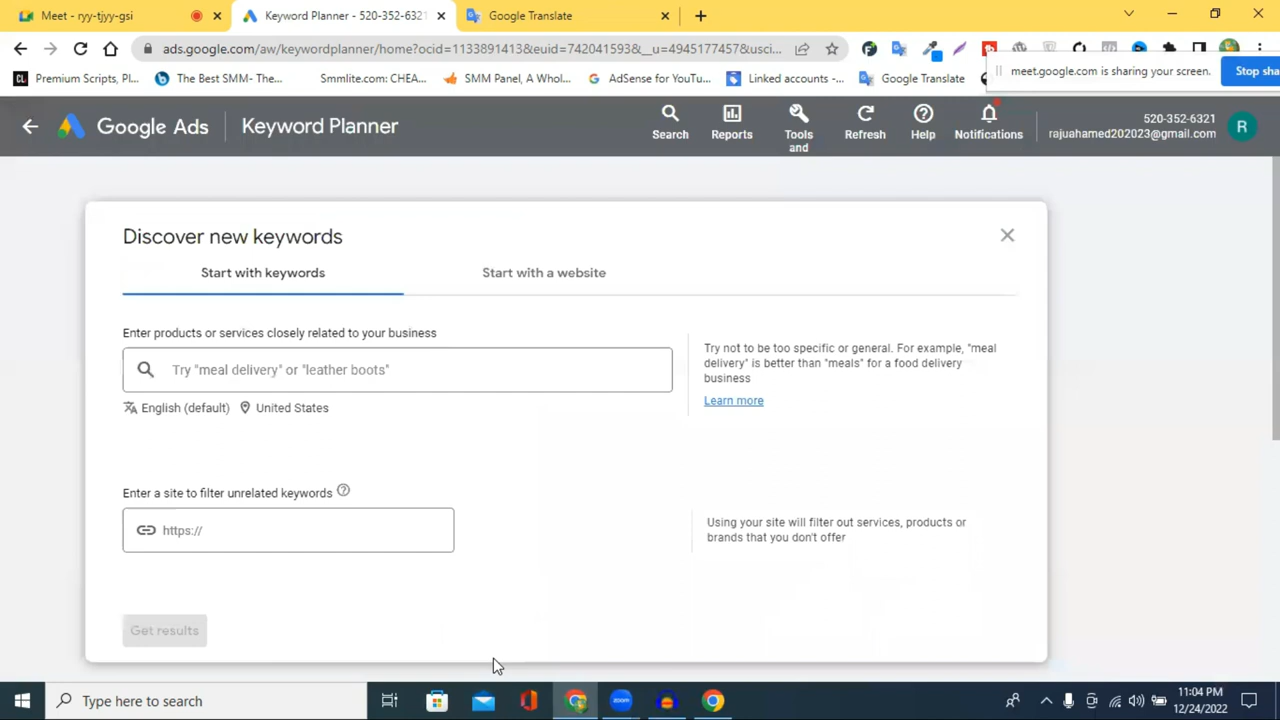 Meet - ryy-tjyy-gsi
Keyword Planner - 520-352-6321
Google Translate
ads.google.com/aw/keywordplanner/home?ocid=1133891413&euid=742041593&__u=4945177457&usci
Premium Scripts, Pl...
The Best SMM- The...
Smmlite.com: CHEA...
SMM Panel, A Whol...
AdSense for YouTu...
Linked accounts -...
Google Translate
meet.google.com is sharing your screen.
Stop sha
Google Ads
Keyword Planner
Search
Reports
Tools
and
Refresh
Help
Notifications
520-352-6321
rajuahamed202023@gmail.com
R
Discover new keywords
Start with keywords
Start with a website
Enter products or services closely related to your business
Try "meal delivery" or "leather boots"
English (default)
United States
Try not to be too specific or general. For example, "meal
delivery" is better than "meals" for a food delivery
business
Learn more
Enter a site to filter unrelated keywords
https://
Using your site will filter out services, products or
brands that you don't offer
Get results
Type here to search
zoom
11:04 PM
12/24/2022